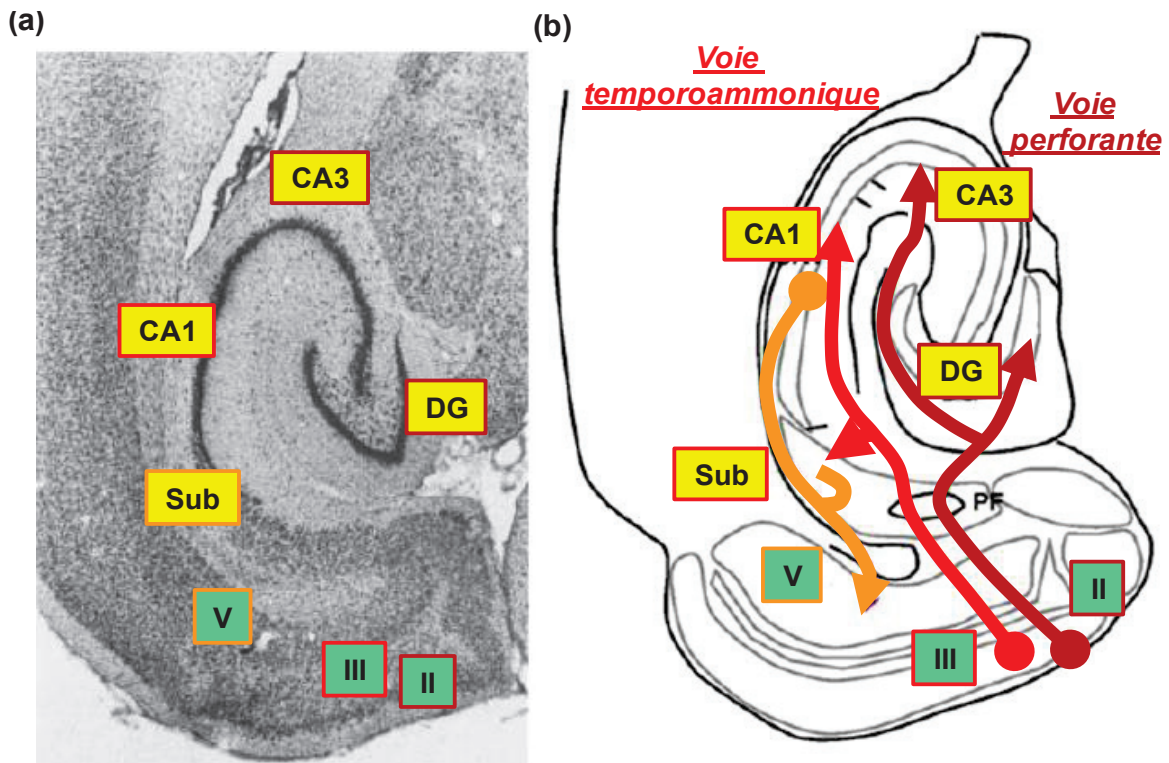 (a)
CA3
CA1
DG
Sub
V
III
II
(b)
Voie
temporoammonique
Voie
perforante
CA3
CA1
DG
Sub
PF
V
II
III